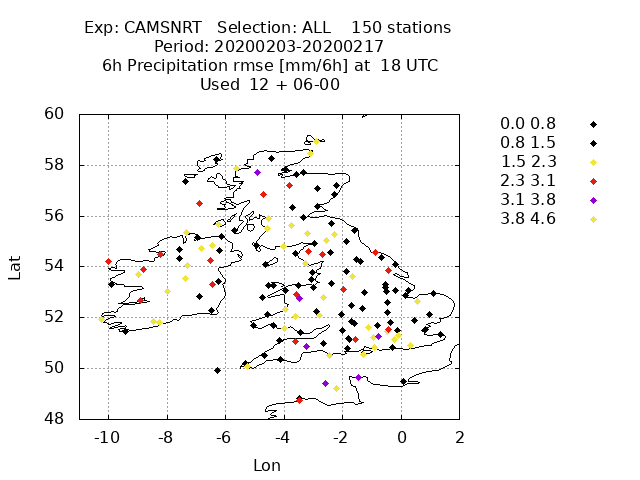 Exp: CAMSNRT   Selection: ALL    150 stations
Period: 20200203-20200217
6h Precipitation rmse [mm/6h] at  18 UTC
Used  12 + 06-00
60
58
56
54
52
50
48
-10 -8 -6 -4 -2 0 2
Lat
Lon
0.0 0.8
0.8 1.5
1.5 2.3
2.3 3.1
3.1 3.8
3.8 4.6